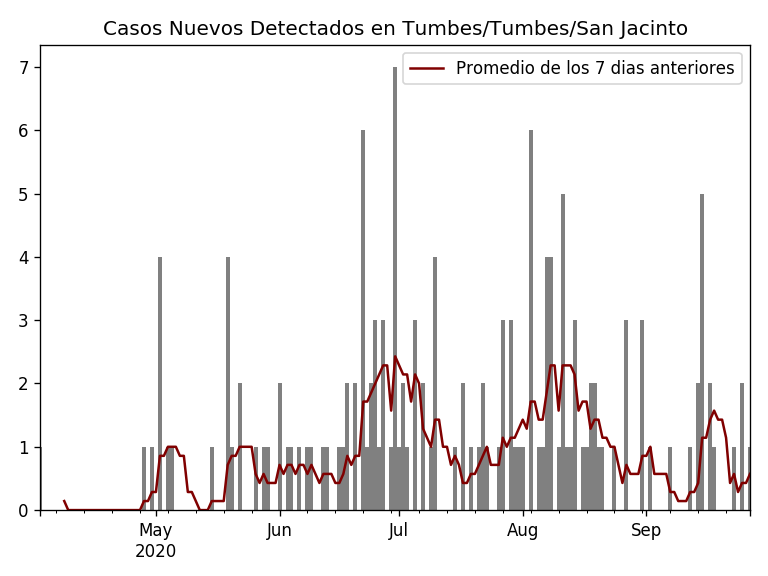 Casos Nuevos Detectados en Tumbes/Tumbes/San Jacinto
Promedio de los 7 dias anteriores
7
6
5
4
3
2
1
0
May
2020
Jun
Jul
Aug
Sep